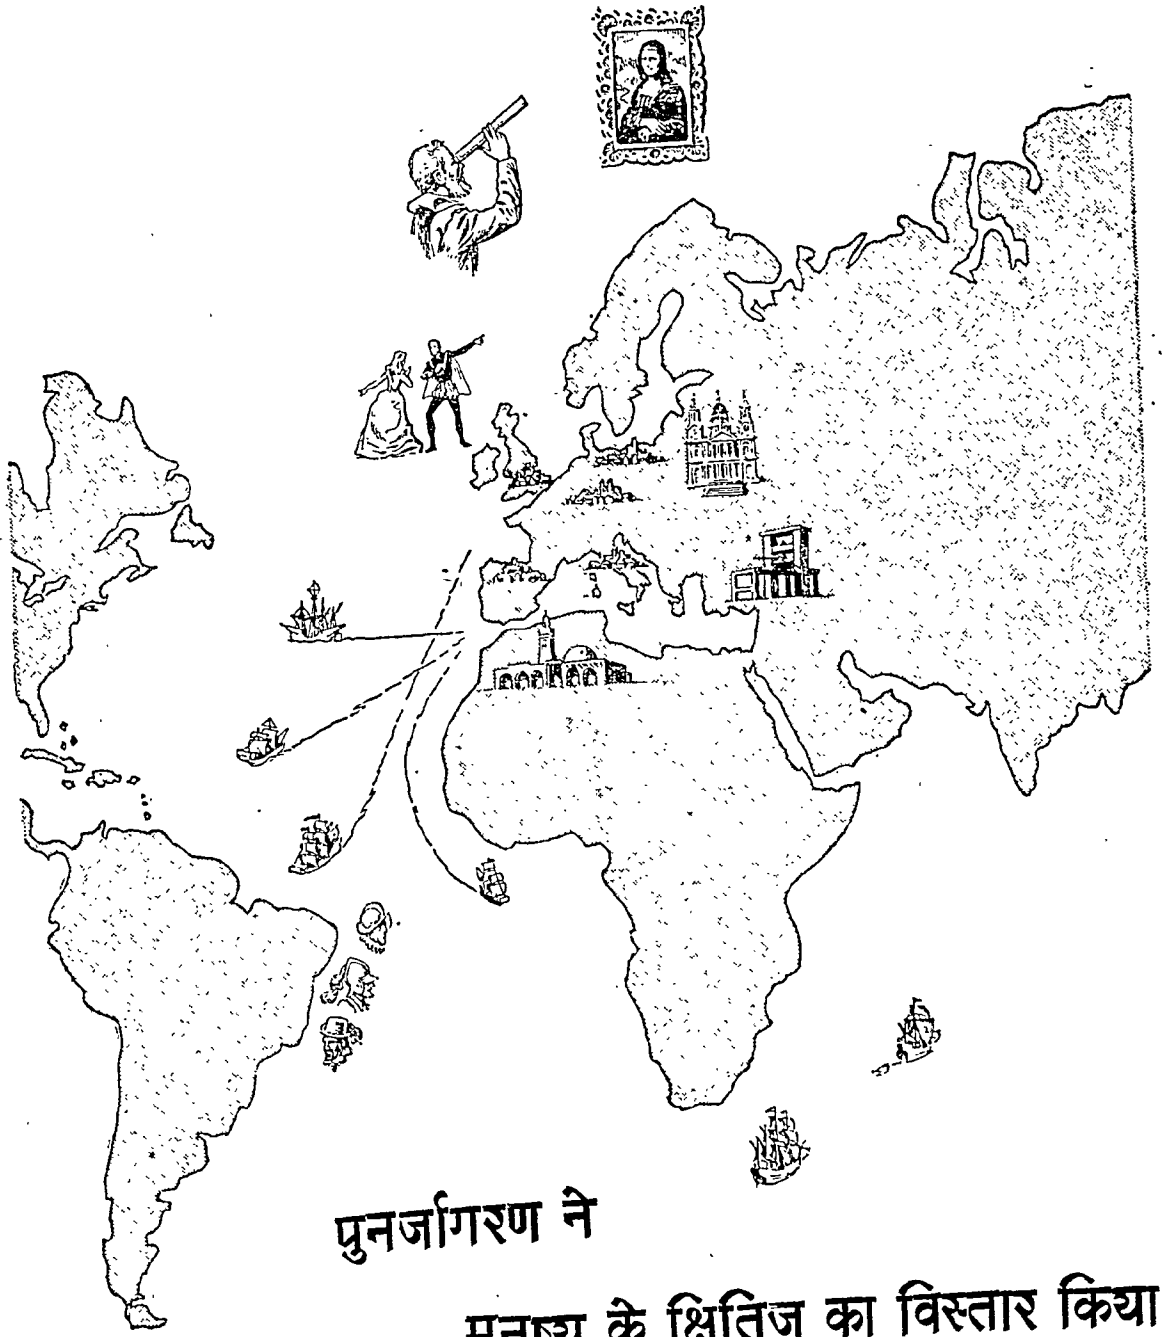 पुनर्जागरण ने
मनुष्य के क्षितिज का विस्तार किया